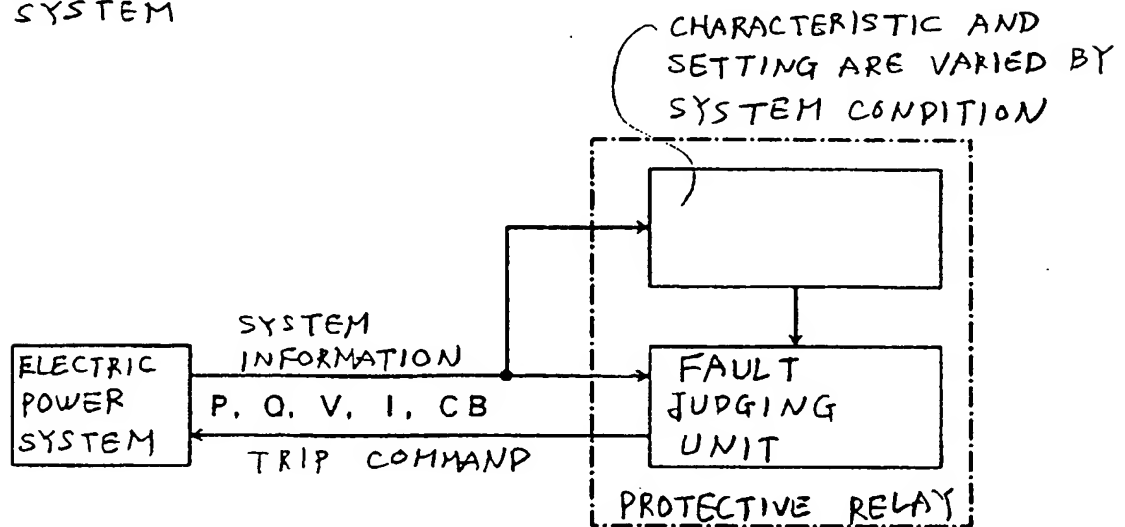 SYSTEM
CHARACTERISTIC AND
SETTING ARE VARIED BY
SYSTEM CONDITION
SYSTEM
INFORMATION
ELECTRIC
POWER
SYSTEM
P. Q. V. I. CB
TRIP COMMAND
FAULT
JUDGING
UNIT
PROTECTIVE RELAY